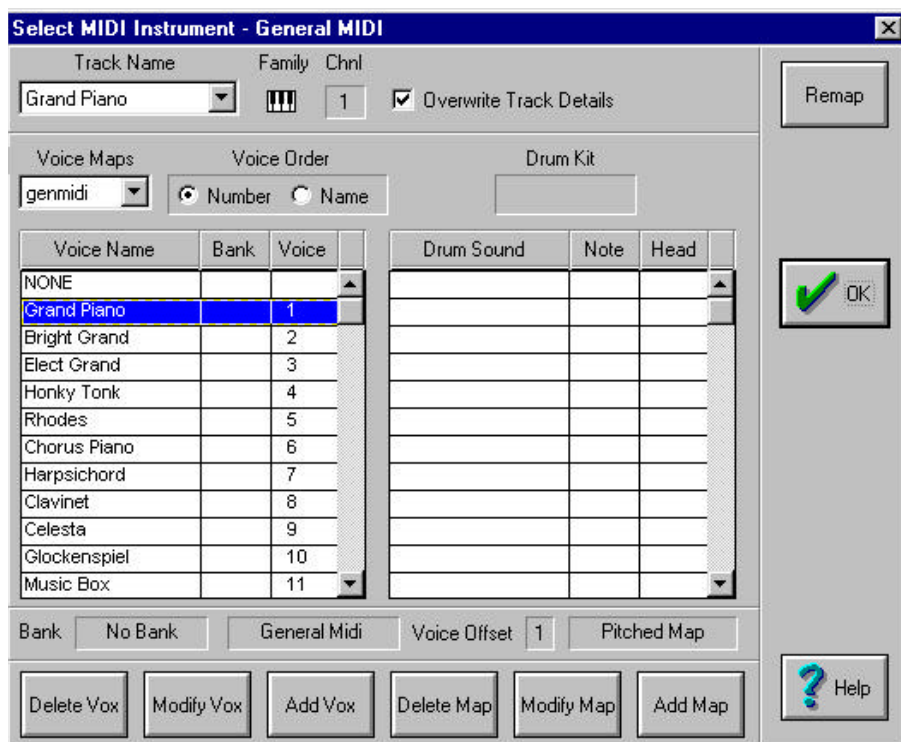 Select MIDI Instrument - General MIDI
Track Name Family Chnl
Grand Piano 1 Overwrite Track Details
Remap
Voice Maps Voice Order Drum Kit
genmidi Number Name
Voice Name Bank Voice Drum Sound Note Head
NONE
Grand Piano 1
OK
Bright Grand 2
Elect Grand 3
Honky Tonk 4
Rhodes 5
Chorus Piano 6
Harpsichord 7
Clavinet 8
Celesta 9
Glockenspiel 10
Music Box 11
Bank No Bank General Midi Voice Offset 1 Pitched Map
Delete Vox Modify Vox Add Vox Delete Map Modify Map Add Map
Help